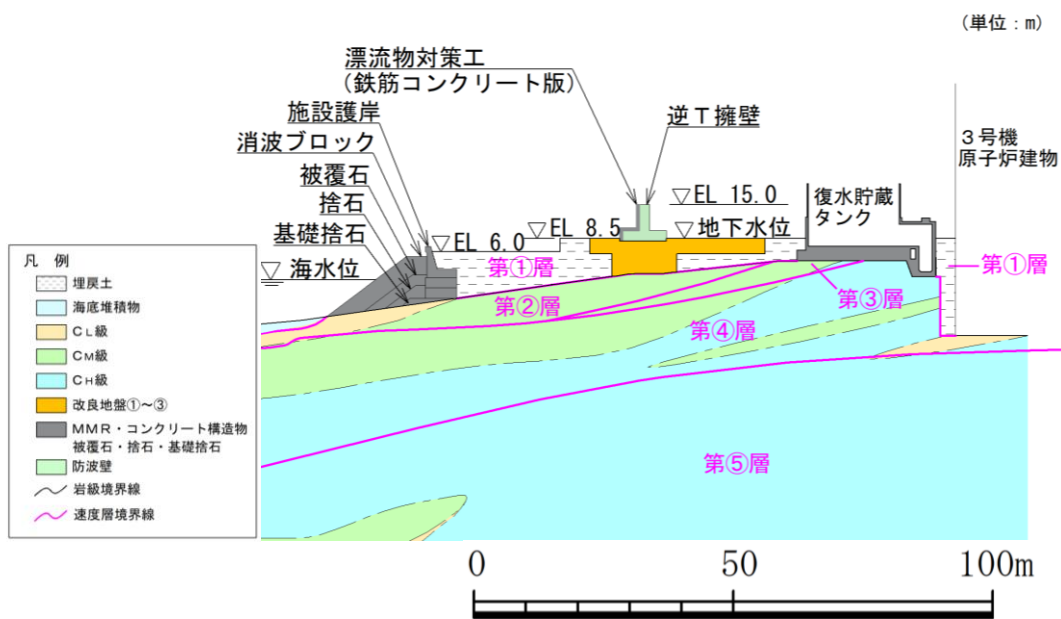 (単位：m)
漂流物対策工
(鉄筋コンクリート版)
施設護岸
消波ブロック
被覆石
捨石
基礎捨石
逆T擁壁
3号機
原子炉建物
復水貯蔵
タンク
▽EL 15.0
▽EL 8.5
▽地下水位
▽EL 6.0
▽海水位
第①層
第①層
第②層
第③層
第④層
第⑤層
凡 例
埋戻土
海底堆積物
CL級
CM級
CH級
改良地盤①～③
MMR・コンクリート構造物
被覆石・捨石・基礎捨石
防波壁
岩級境界線
速度層境界線
0 50 100m